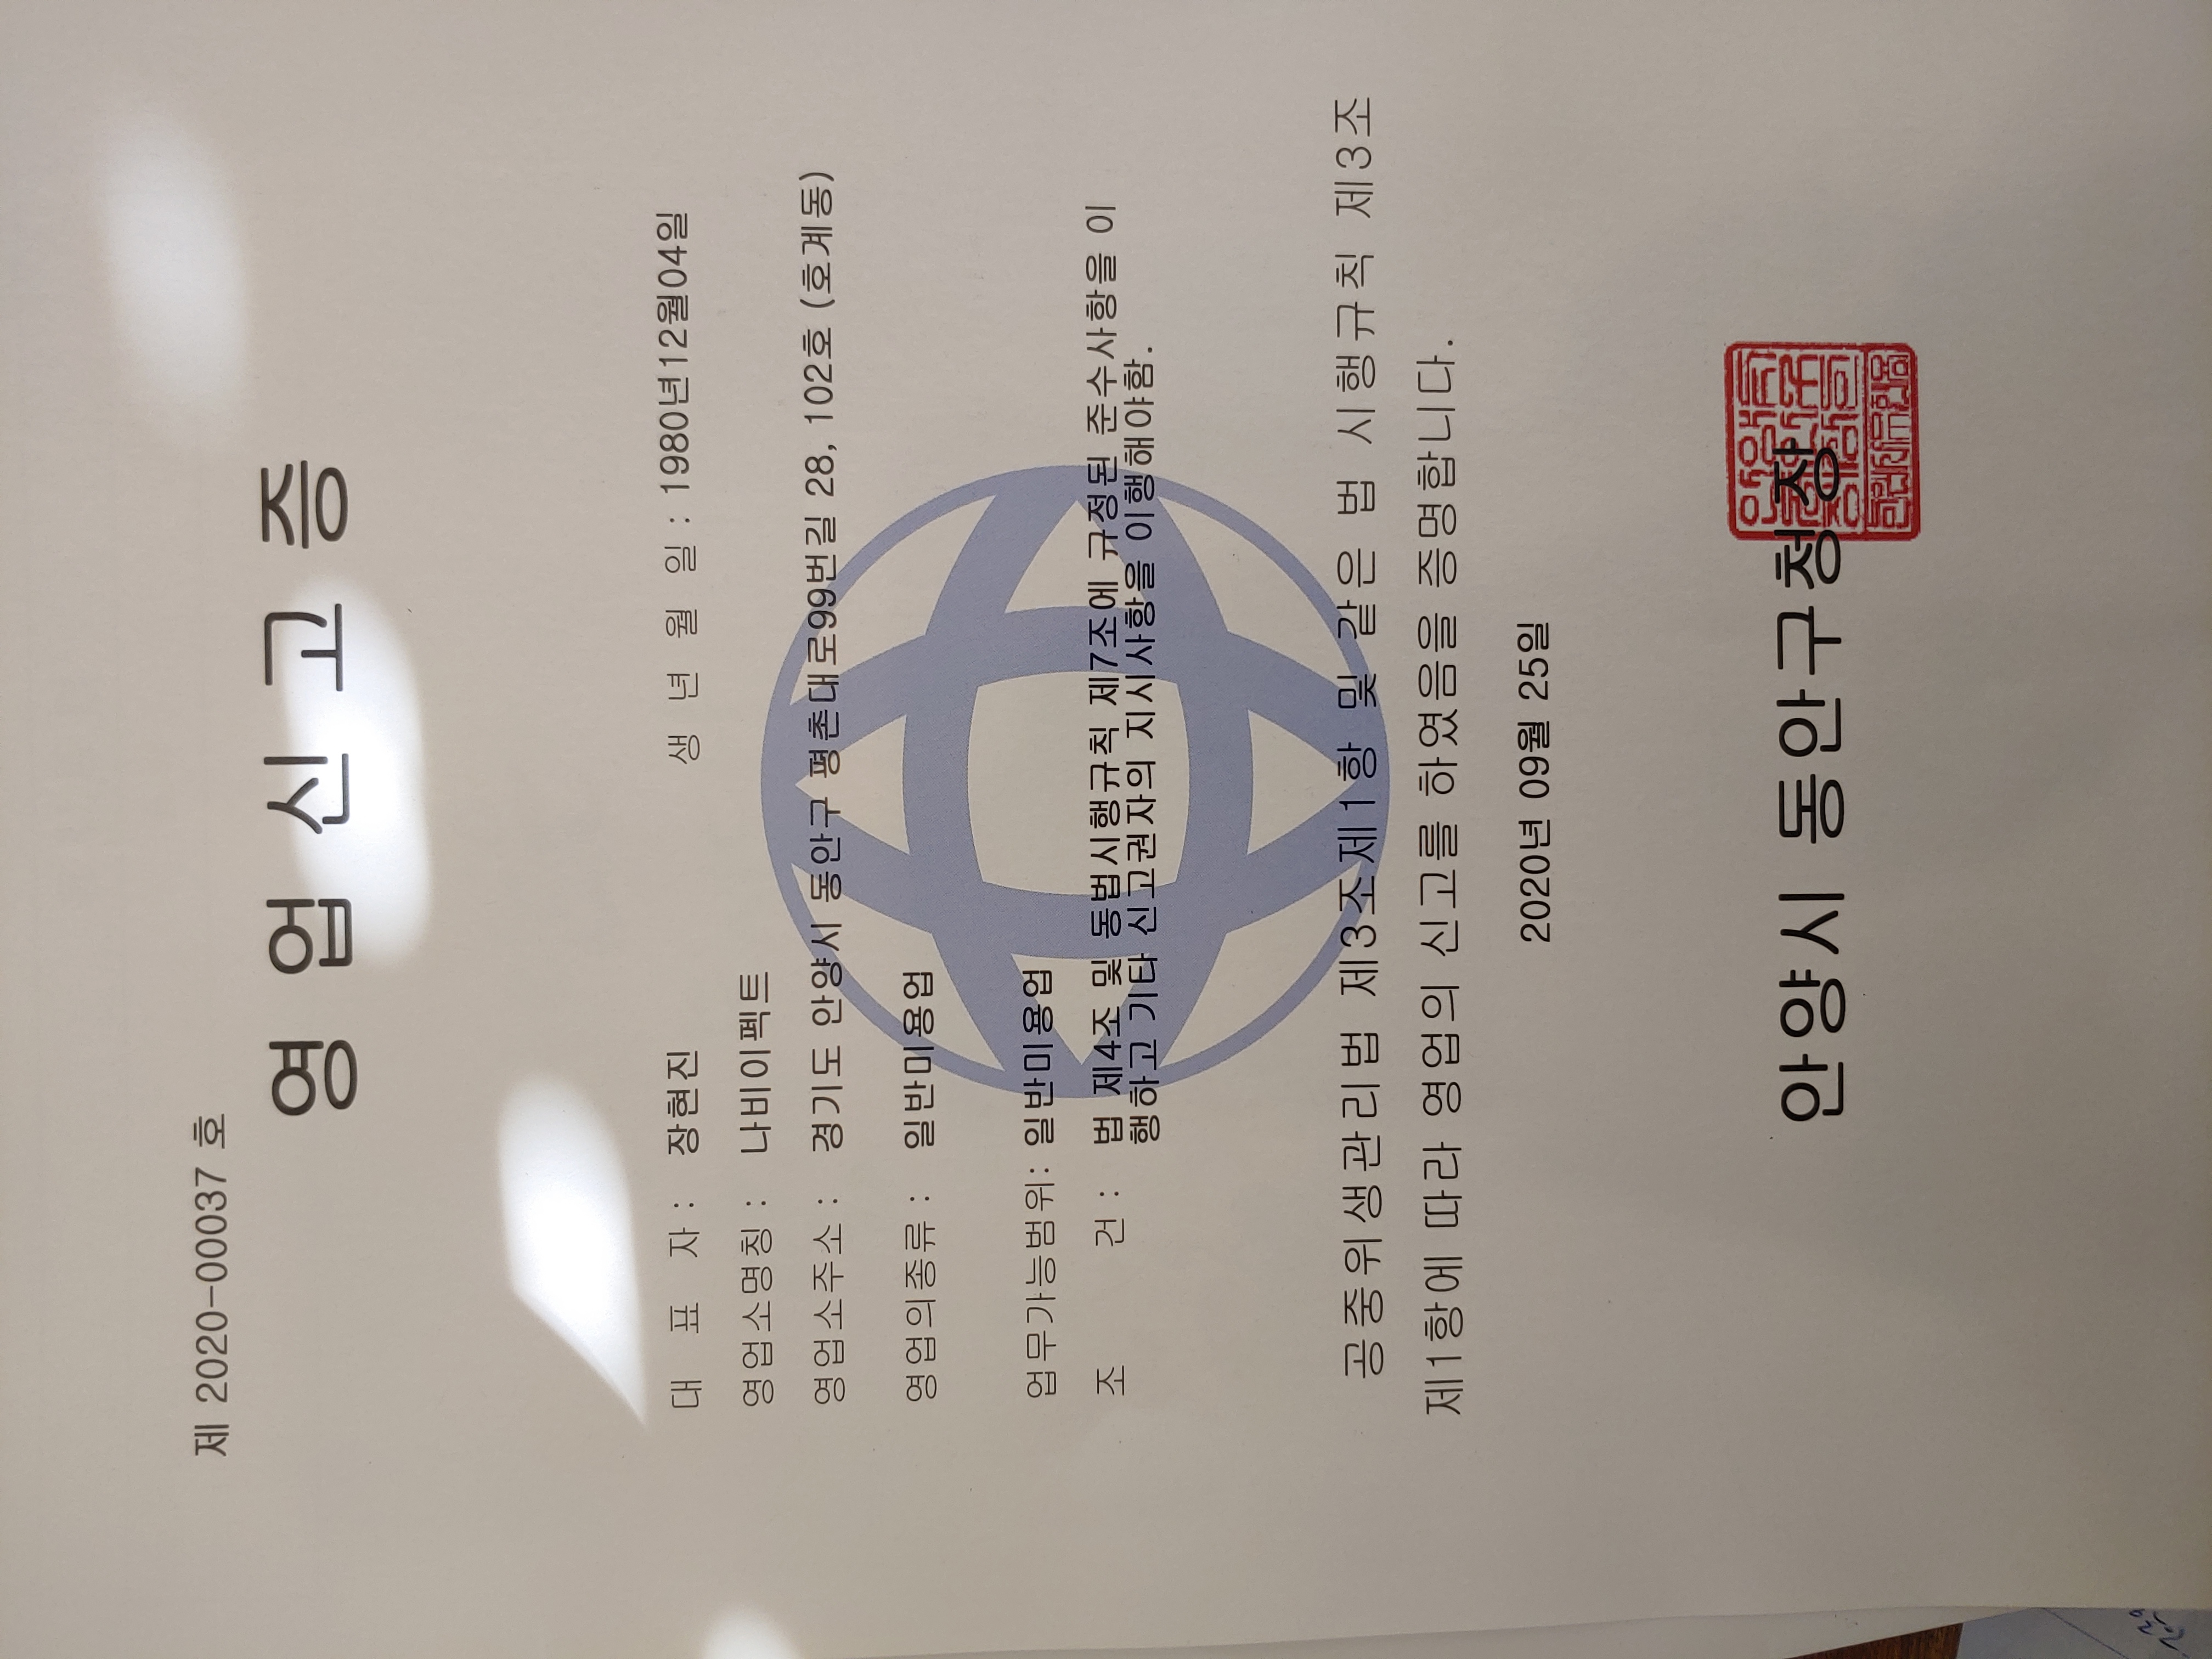 제 2020-00037 호
영 업 신 고 증
대 표 자 : 장현진 생 년 월 일 : 1980년12월04일
영업소명칭 : 나비이펙트
영업소주소 : 경기도 안양시 동안구 평촌대로99번길 28, 102호 (호계동)
영업의종류 : 일반미용업
업무가능범위: 일반미용업
조 건 : 법 제4조 및 동법시행규칙 제7조에 규정된 준수사항을 이
행하고 기타 신고권자의 지시사항을 이행해야함.
공중위생관리법 제3조제1항 및 같은 법 시행규칙 제3조
제1항에 따라 영업의 신고를 하였음을 증명합니다.
2020년 09월 25일
안양시 동안구청장